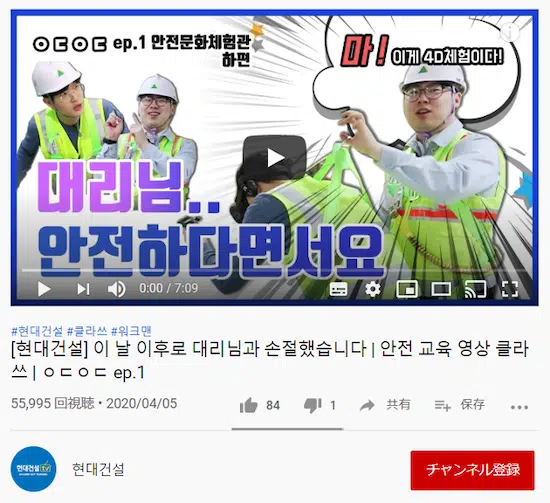 ㅇㄷㅇㄷ ep.1 안전문화체험관
하편
마! 이게 4D체험이다!
대리님..
안전하다면서요
0:00 / 7:09
#현대건설 #클라쓰 #워크맨
[현대건설] 이 날 이후로 대리님과 손절했습니다 | 안전 교육 영상 클라
쓰 | ㅇㄷㅇㄷ ep.1
55,995 回視聴 • 2020/04/05
84
1
共有
保存
현대건설 tv
현대건설
チャンネル登録